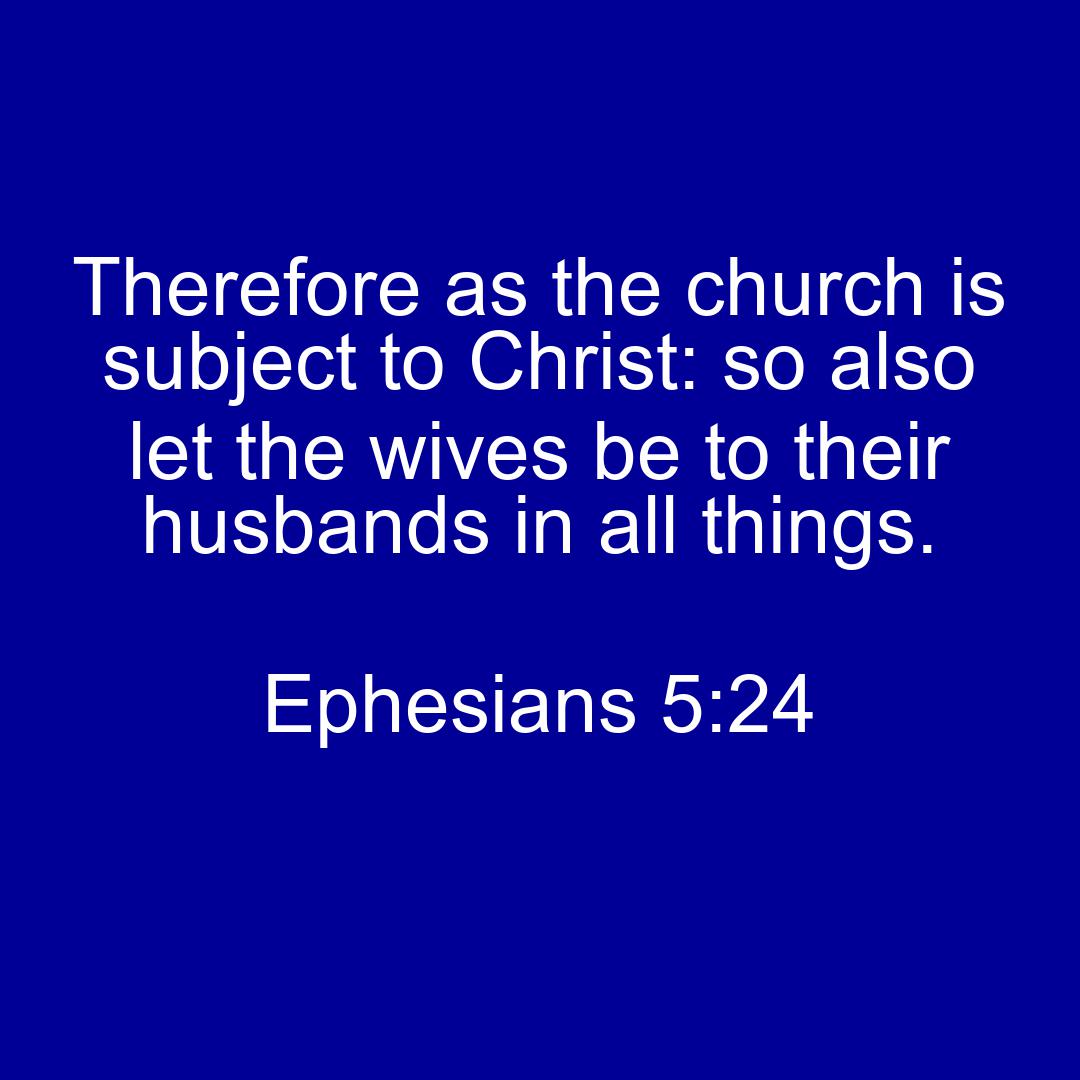 Therefore as the church is
subject to Christ: so also
let the wives be to their
husbands in all things.
Ephesians 5:24